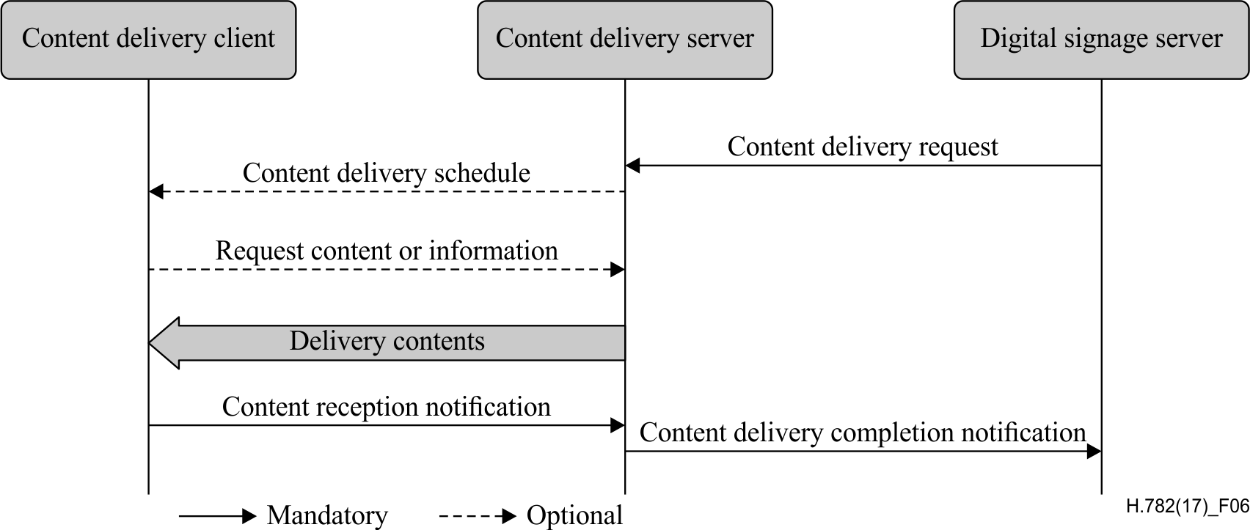 Content delivery client
Content delivery server
Digital signage server
Content delivery request
Content delivery schedule
Request content or information
Delivery contents
Content reception notification
Content delivery completion notification
H.782(17)_F06
Mandatory
Optional